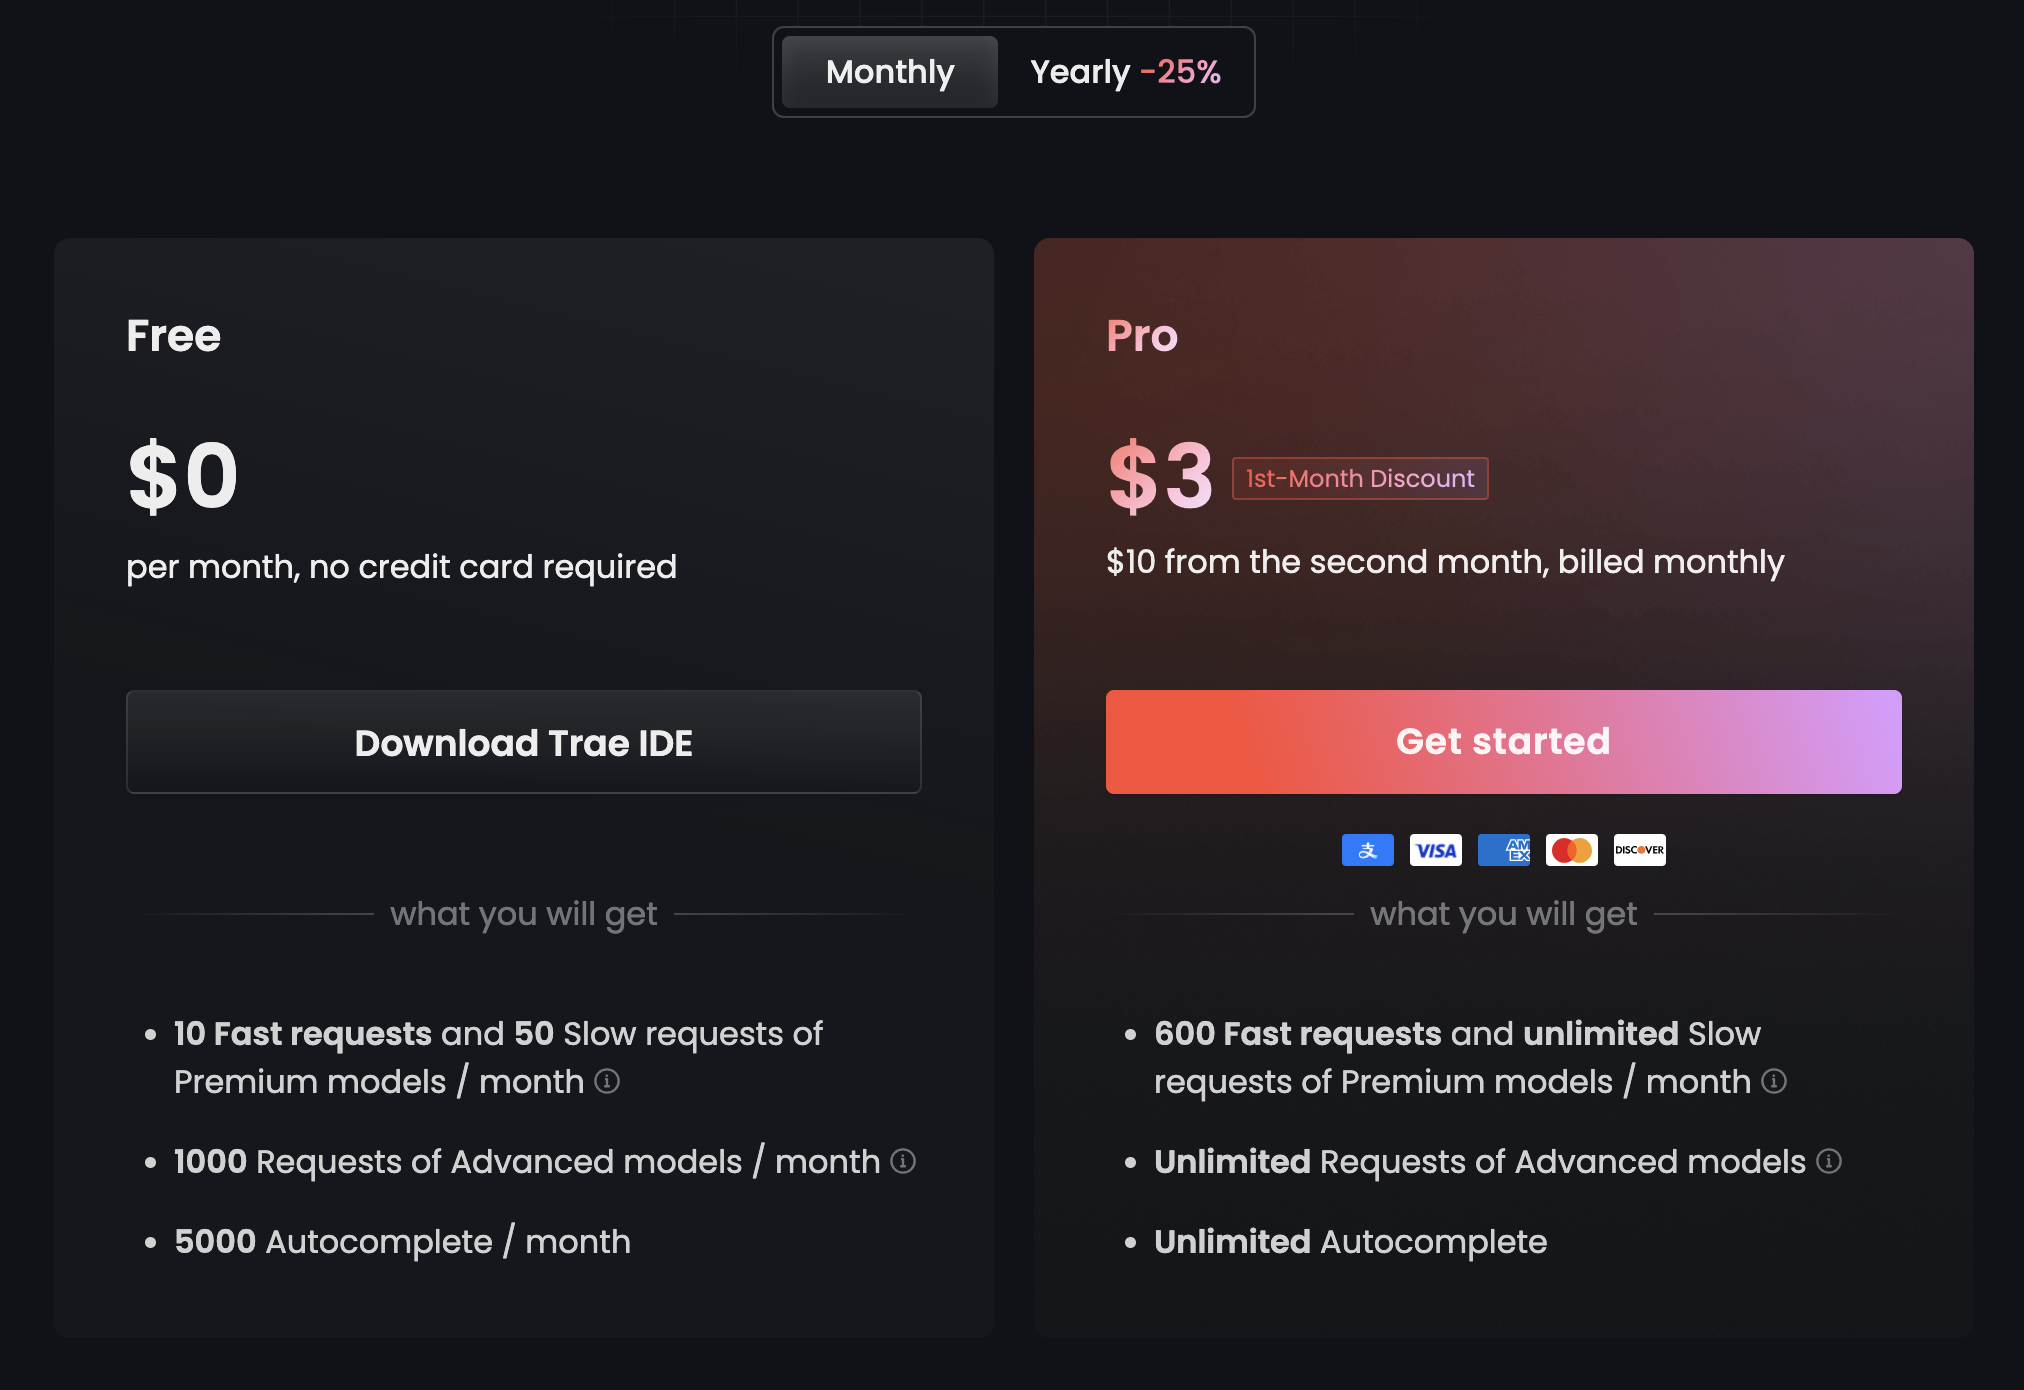 Monthly
Yearly -25%
Free
$0
per month, no credit card required
Download Trae IDE
what you will get
• 10 Fast requests and 50 Slow requests of
Premium models / month
• 1000 Requests of Advanced models / month
• 5000 Autocomplete / month
Pro
$3
1st-Month Discount
$10 from the second month, billed monthly
Get started
支 VISA AM EX DISCOVER
what you will get
• 600 Fast requests and unlimited Slow
requests of Premium models / month
• Unlimited Requests of Advanced models
• Unlimited Autocomplete